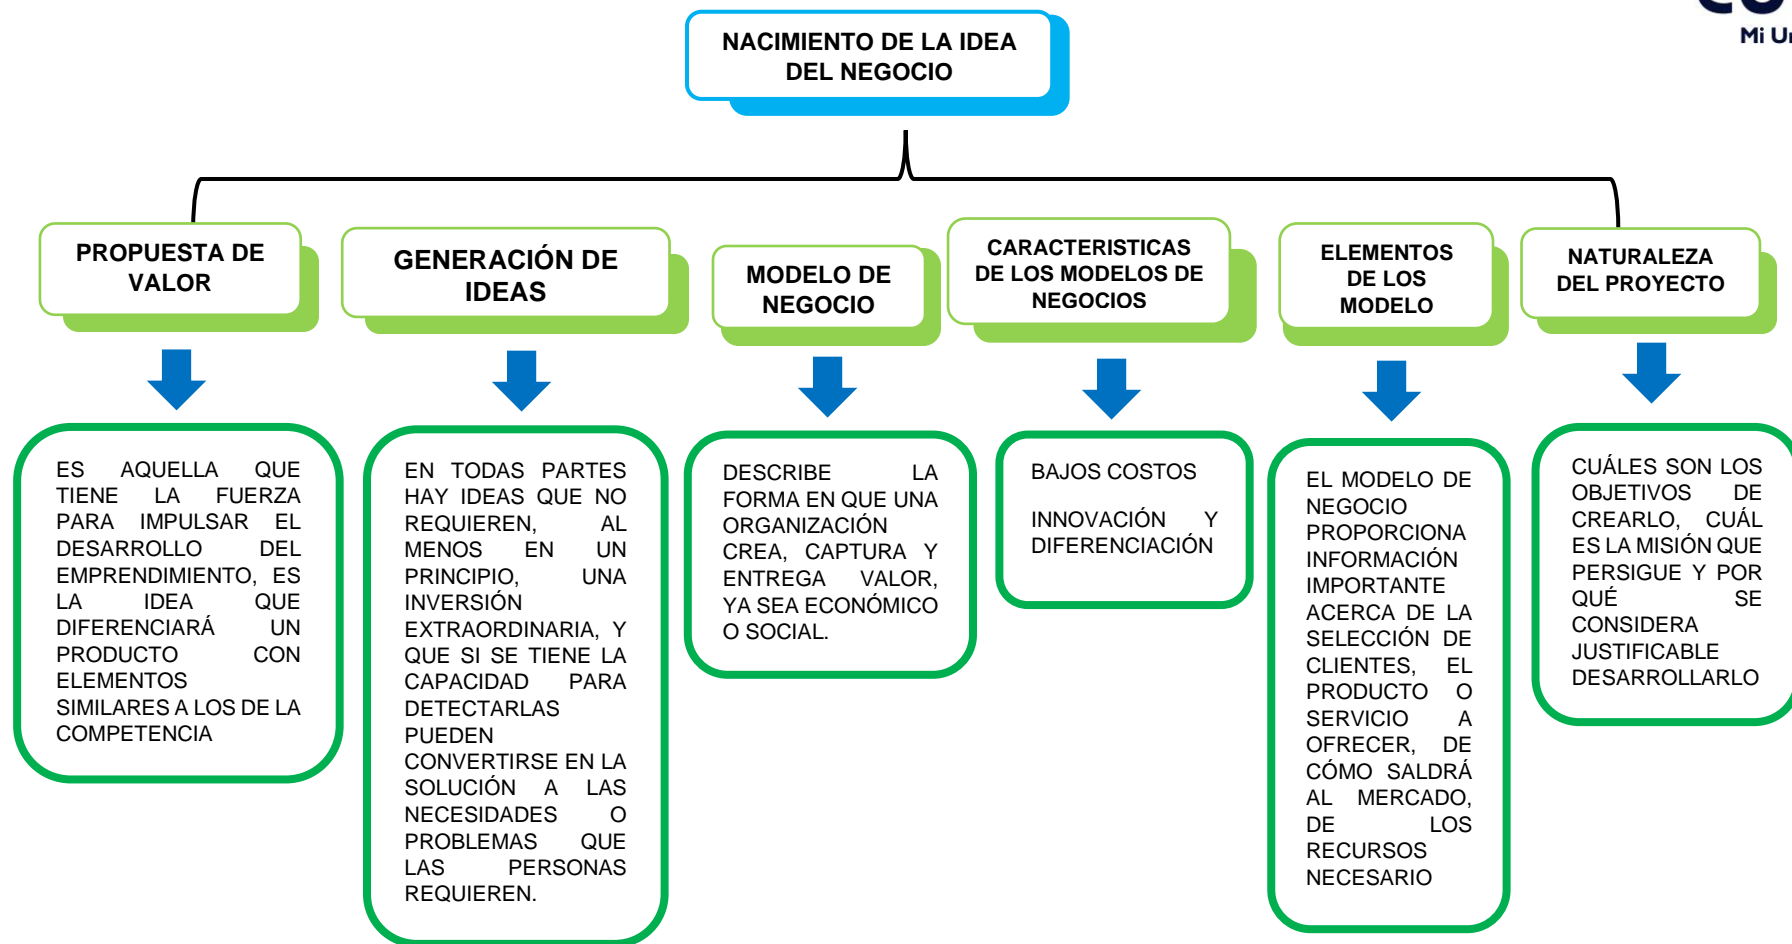 Mi Ur
NACIMIENTO DE LA IDEA
DEL NEGOCIO
PROPUESTA DE
VALOR
GENERACIÓN DE
IDEAS
MODELO DE
NEGOCIO
CARACTERISTICAS
DE LOS MODELOS DE
NEGOCIOS
ELEMENTOS
DE LOS
MODELO
NATURALEZA
DEL PROYECTO
ES AQUELLA QUE
TIENE LA FUERZA
PARA IMPULSAR EL
DESARROLLO DEL
EMPRENDIMIENTO, ES
LA IDEA QUE
DIFERENCIARÁ UN
PRODUCTO CON
ELEMENTOS
SIMILARES A LOS DE LA
COMPETENCIA
EN TODAS PARTES
HAY IDEAS QUE NO
REQUIEREN, AL
MENOS EN UN
PRINCIPIO, UNA
INVERSIÓN
EXTRAORDINARIA, Y
QUE SI SE TIENE LA
CAPACIDAD PARA
DETECTARLAS
PUEDEN
CONVERTIRSE EN LA
SOLUCIÓN A LAS
NECESIDADES O
PROBLEMAS QUE
LAS PERSONAS
REQUIEREN.
DESCRIBE LA
FORMA EN QUE UNA
ORGANIZACIÓN
CREA, CAPTURA Y
ENTREGA VALOR,
YA SEA ECONÓMICO
O SOCIAL.
BAJOS COSTOS
INNOVACIÓN Y
DIFERENCIACIÓN
EL MODELO DE
NEGOCIO
PROPORCIONA
INFORMACIÓN
IMPORTANTE
ACERCA DE LA
SELECCIÓN DE
CLIENTES, EL
PRODUCTO O
SERVICIO A
OFRECER, DE
CÓMO SALDRÁ
AL MERCADO,
DE LOS
RECURSOS
NECESARIO
CUÁLES SON LOS
OBJETIVOS DE
CREARLO, CUÁL
ES LA MISIÓN QUE
PERSIGUE Y POR
QUÉ SE
CONSIDERA
JUSTIFICABLE
DESARROLLARLO